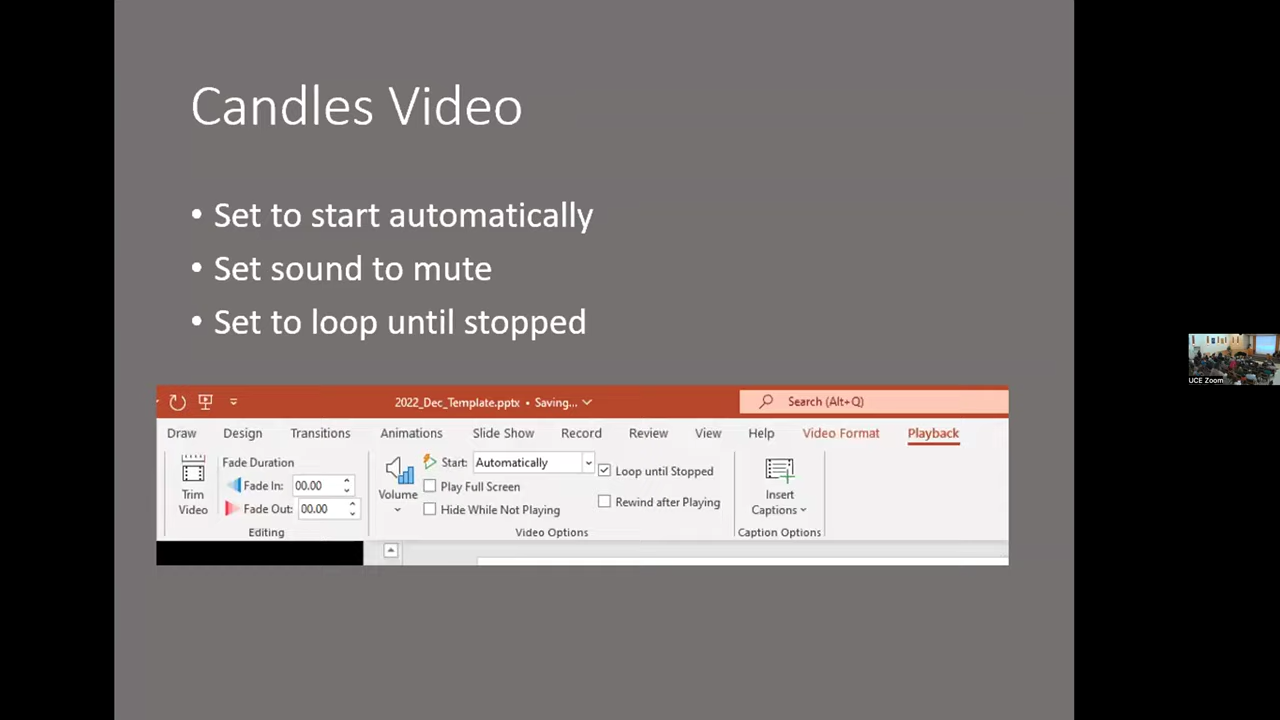 Candles Video
• Set to start automatically
• Set sound to mute
• Set to loop until stopped
2022_Dec_Template.pptx • Saving...
Search (Alt+Q)
Draw Design Transitions Animations Slide Show Record Review View Help Video Format Playback
Fade Duration
Start: Automatically
Loop until Stopped
Fade In: 00.00
Play Full Screen
Trim Video
Volume
Insert Captions
Fade Out: 00.00
Hide While Not Playing
Rewind after Playing
Editing
Video Options
Caption Options
UCE Zoom